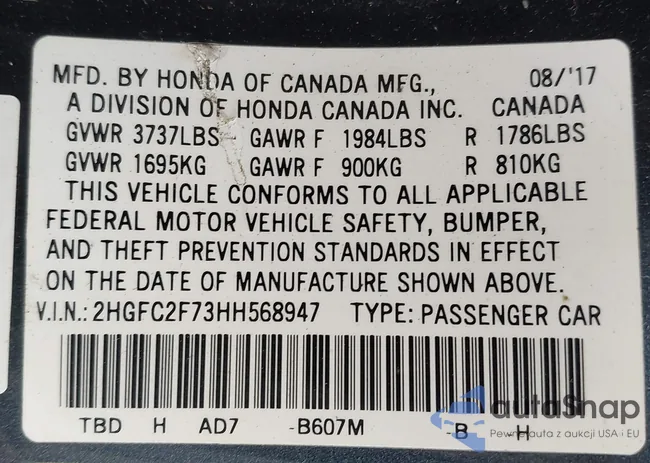 MFD. BY HONDA OF CANADA MFG., 08/'17
A DIVISION OF HONDA CANADA INC. CANADA
GVWR 3737LBS GAWR F 1984LBS R 1786LBS
GVWR 1695KG GAWR F 900KG R 810KG
THIS VEHICLE CONFORMS TO ALL APPLICABLE
FEDERAL MOTOR VEHICLE SAFETY, BUMPER,
AND THEFT PREVENTION STANDARDS IN EFFECT
ON THE DATE OF MANUFACTURE SHOWN ABOVE.
V.I.N.: 2HGFC2F73HH568947 TYPE: PASSENGER CAR
TBD H AD7 -B607M -B -H
autaSnap
Pewne auta z aukcji USA i EU